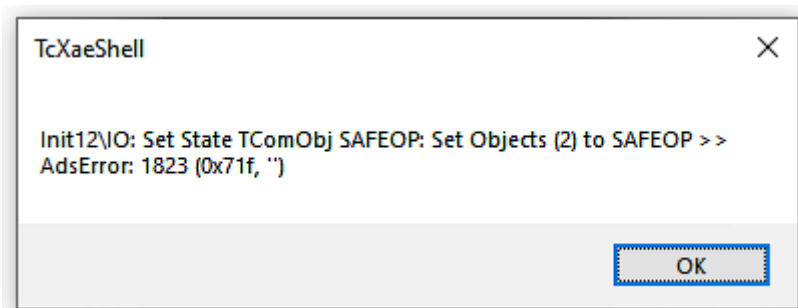 TcXaeShell
Init12\IO: Set State TComObj SAFEOP: Set Objects (2) to SAFEOP >>
AdsError: 1823 (0x71f, '')
OK